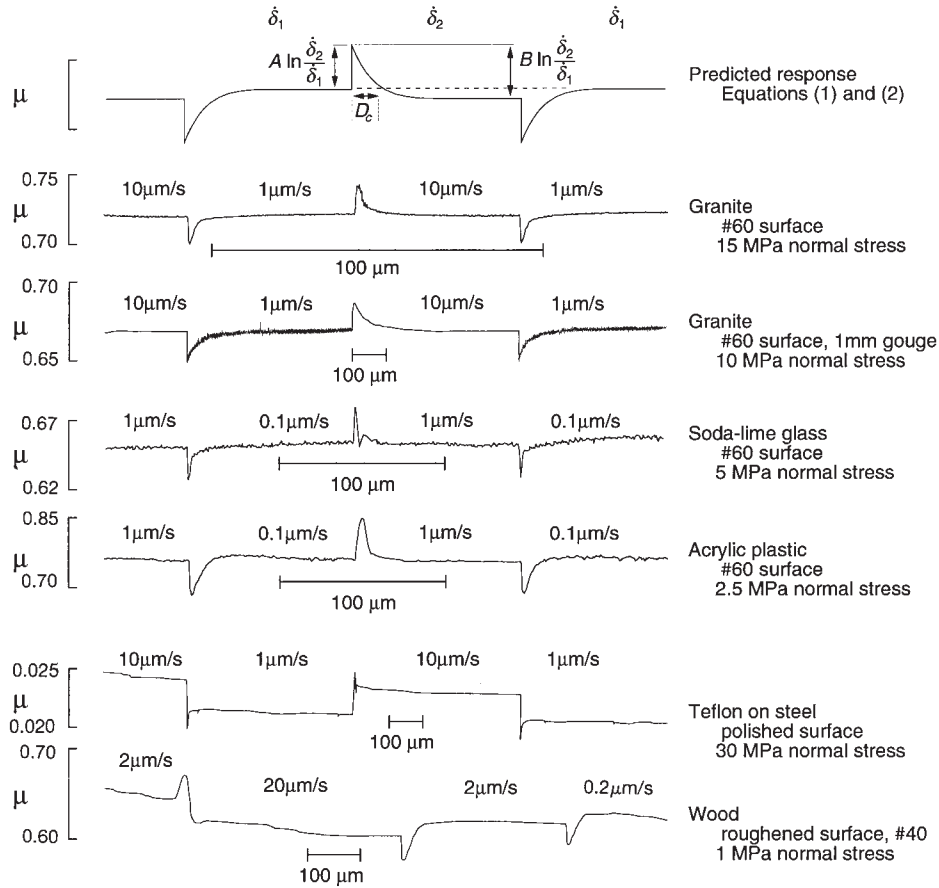 δ̇₁ δ̇₂ δ̇₁
A ln δ̇₂/δ̇₁ B ln δ̇₂/δ̇₁
μ
D_c
Predicted response
Equations (1) and (2)
0.75
μ
0.70
10μm/s 1μm/s 10μm/s 1μm/s
100 μm
Granite
#60 surface
15 MPa normal stress
0.70
μ
0.65
10μm/s 1μm/s 10μm/s 1μm/s
100 μm
Granite
#60 surface, 1mm gouge
10 MPa normal stress
0.67
μ
0.62
1μm/s 0.1μm/s 1μm/s 0.1μm/s
100 μm
Soda-lime glass
#60 surface
5 MPa normal stress
0.85
μ
0.70
1μm/s 0.1μm/s 1μm/s 0.1μm/s
100 μm
Acrylic plastic
#60 surface
2.5 MPa normal stress
0.025
μ
0.020
10μm/s 1μm/s 10μm/s 1μm/s
100 μm
Teflon on steel
polished surface
30 MPa normal stress
0.70
μ
0.60
2μm/s 20μm/s 2μm/s 0.2μm/s
100 μm
Wood
roughened surface, #40
1 MPa normal stress